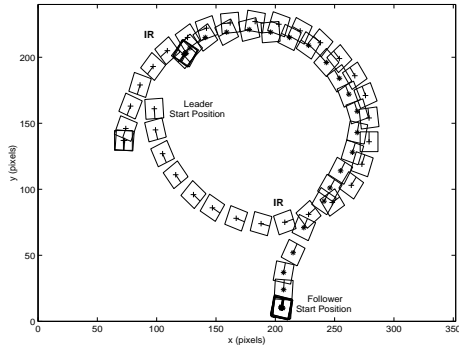 IR
Leader
Start Position
IR
Follower
Start Position
200
150
100
50
0
0
50
100
150
200
250
300
350
y (pixels)
x (pixels)